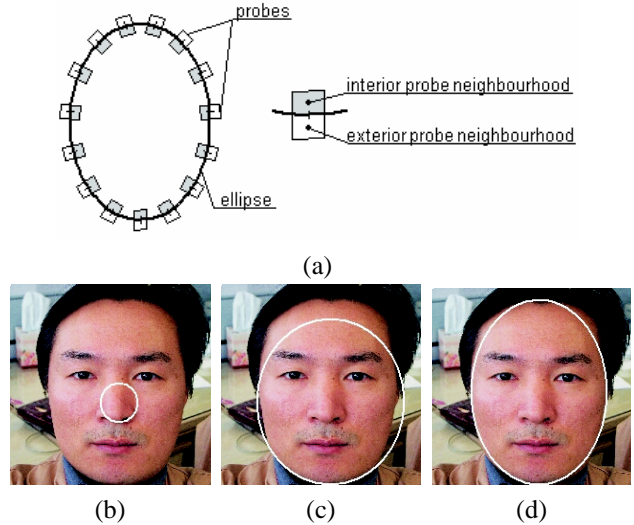 probes
interior probe neighbourhood
exterior probe neighbourhood
ellipse
(a)
(b) (c) (d)